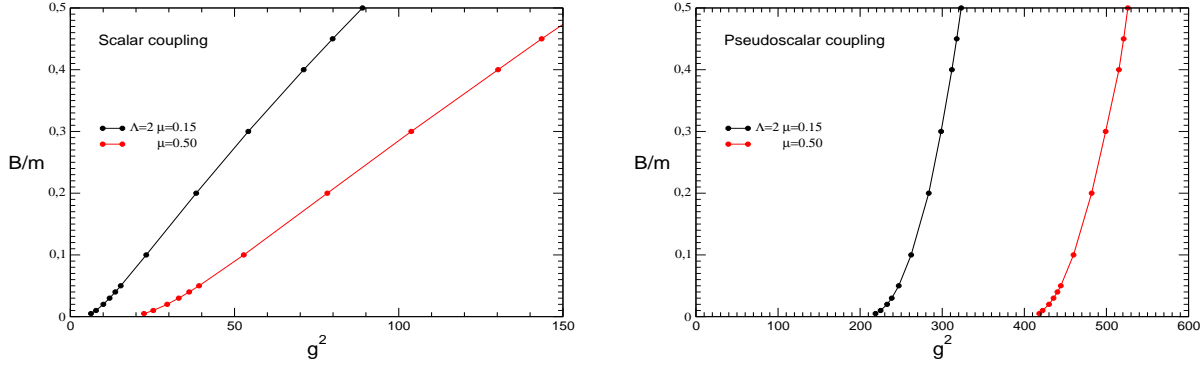 0,5
Scalar coupling
0,4
Λ=2 μ=0.15
μ=0.50
0,3
B/m
0,2
0,1
0
0 50 100 150
g²
0,5
Pseudoscalar coupling
0,4
Λ=2 μ=0.15
μ=0.50
0,3
B/m
0,2
0,1
0
0 100 200 300 400 500 600
g²